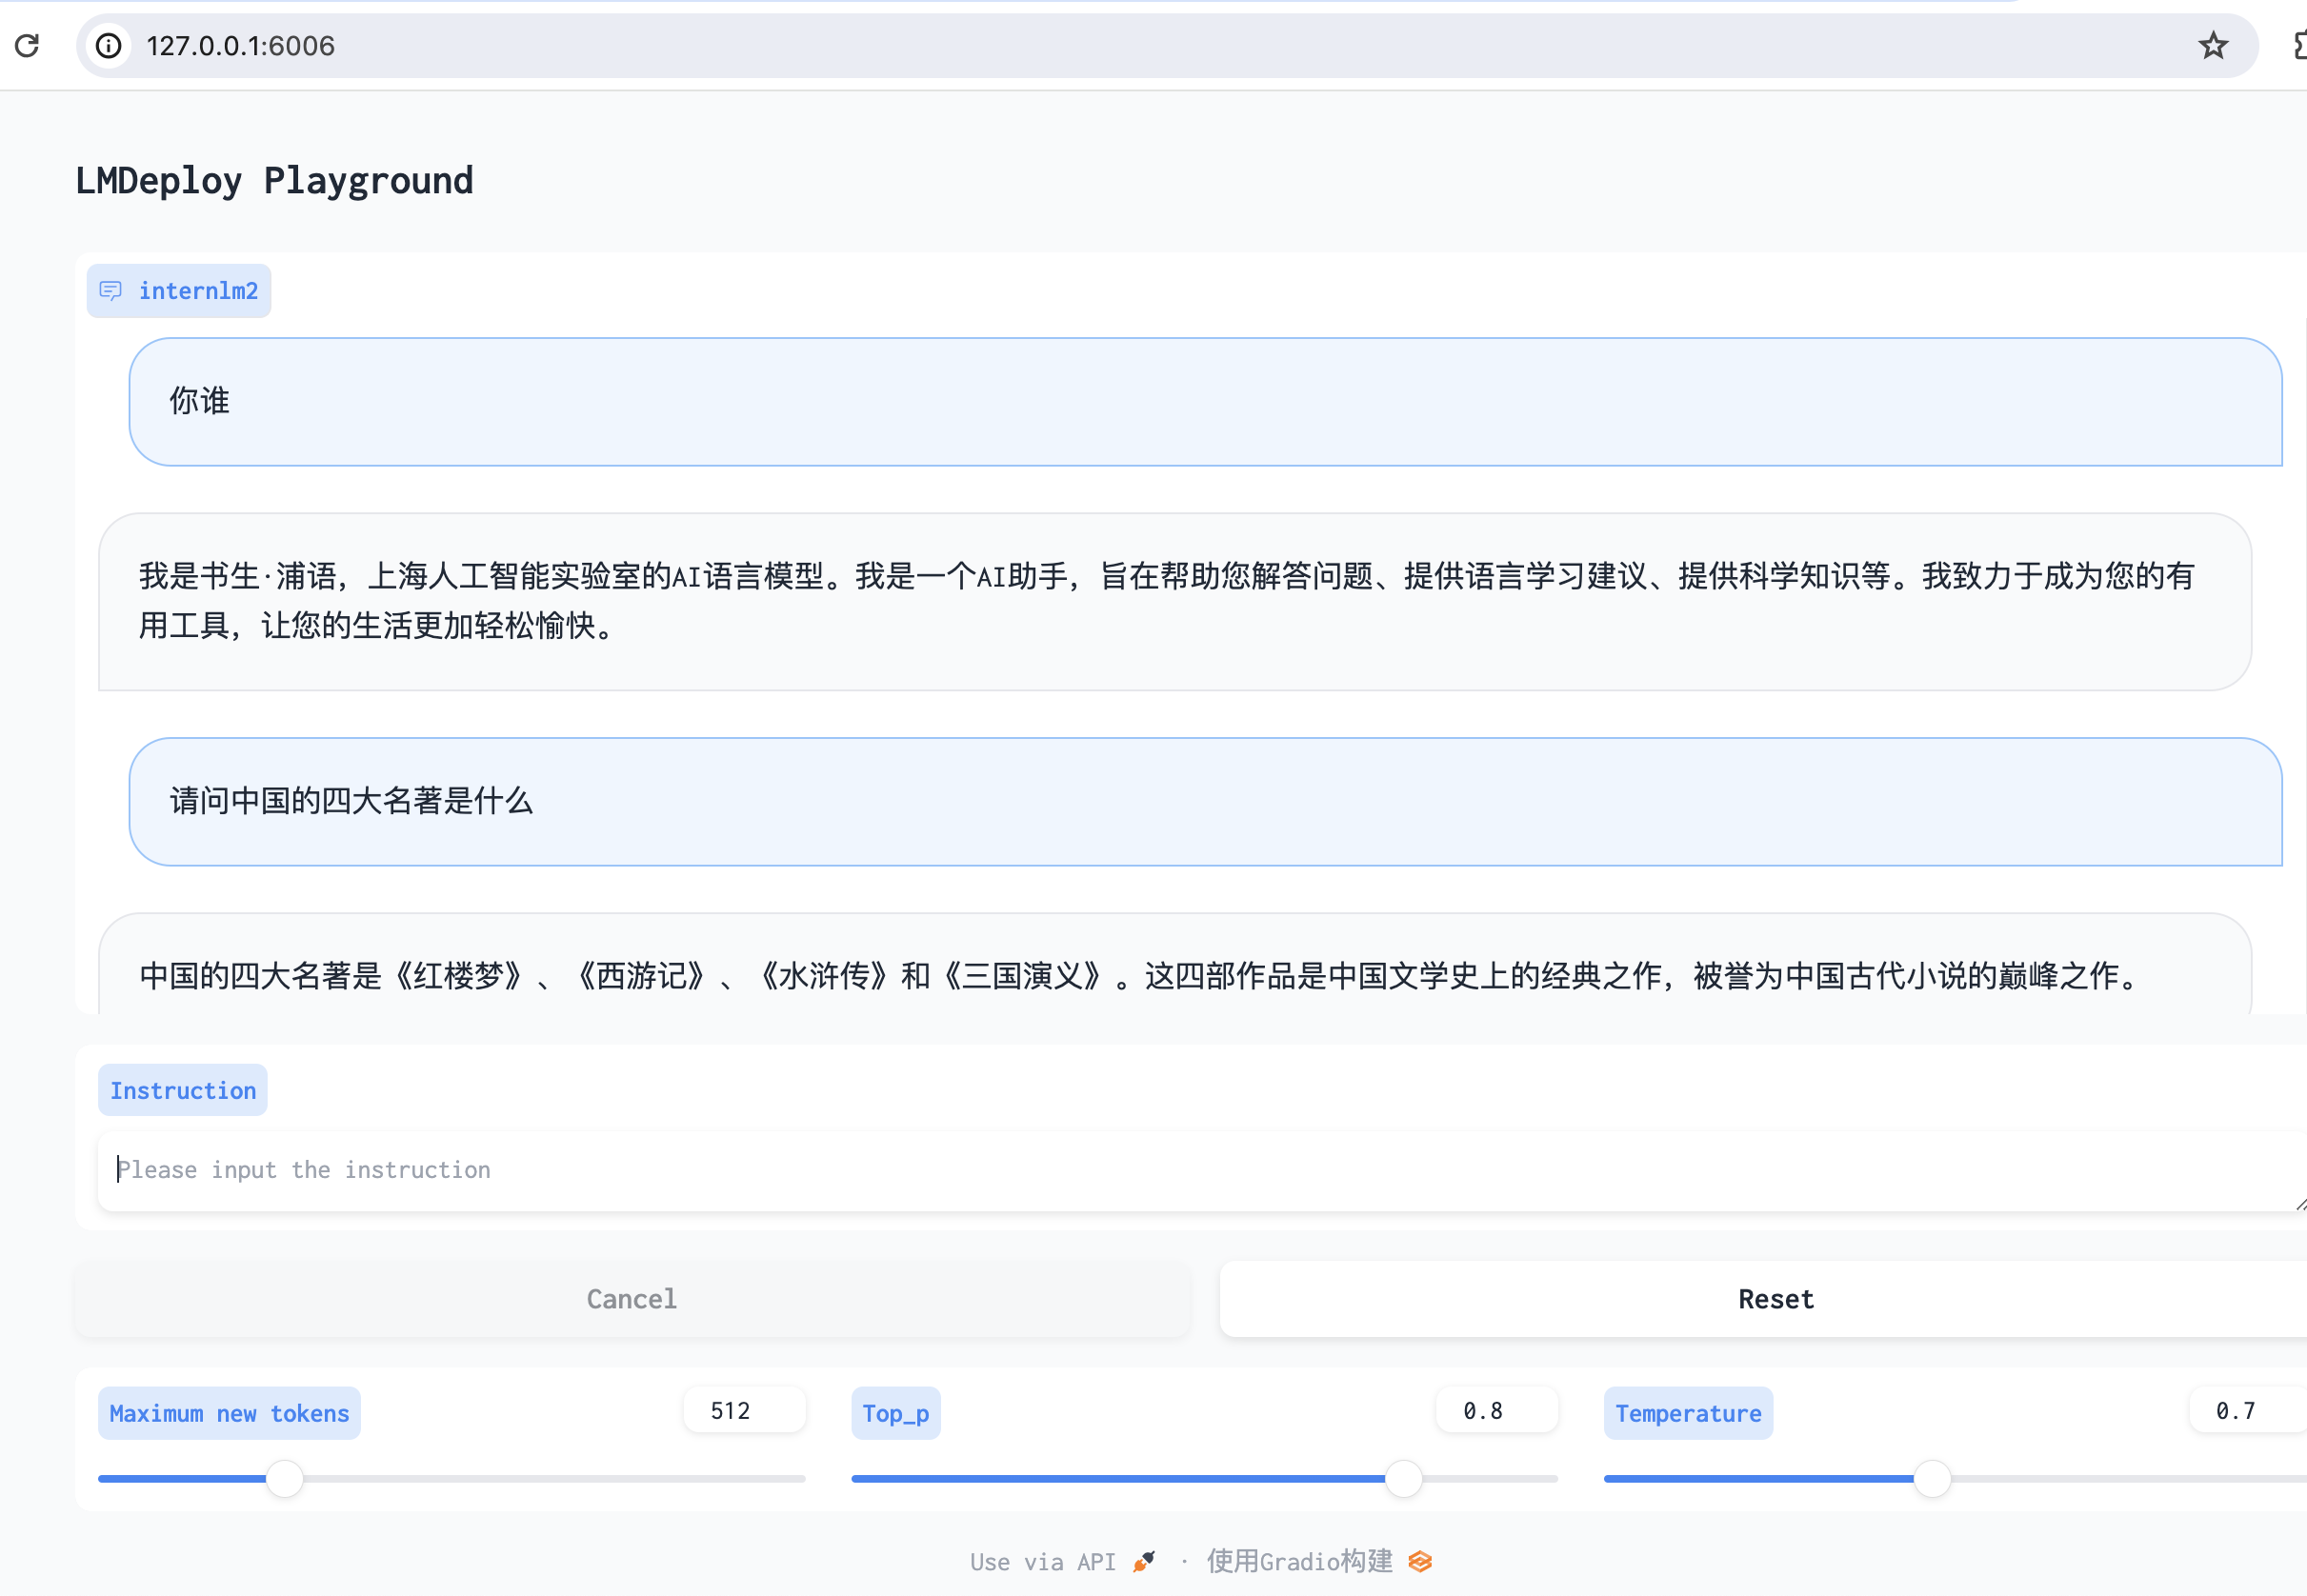 127.0.0.1:6006
LMDeploy Playground
internlm2
你谁
我是书生·浦语，上海人工智能实验室的AI语言模型。我是一个AI助手，旨在帮助您解答问题、提供语言学习建议、提供科学知识等。我致力于成为您的有
用工具，让您的生活更加轻松愉快。
请问中国的四大名著是什么
中国的四大名著是《红楼梦》、《西游记》、《水浒传》和《三国演义》。这四部作品是中国文学史上的经典之作，被誉为中国古代小说的巅峰之作。
Instruction
Please input the instruction
Cancel
Reset
Maximum new tokens 512 Top_p 0.8 Temperature 0.7
Use via API · 使用Gradio构建